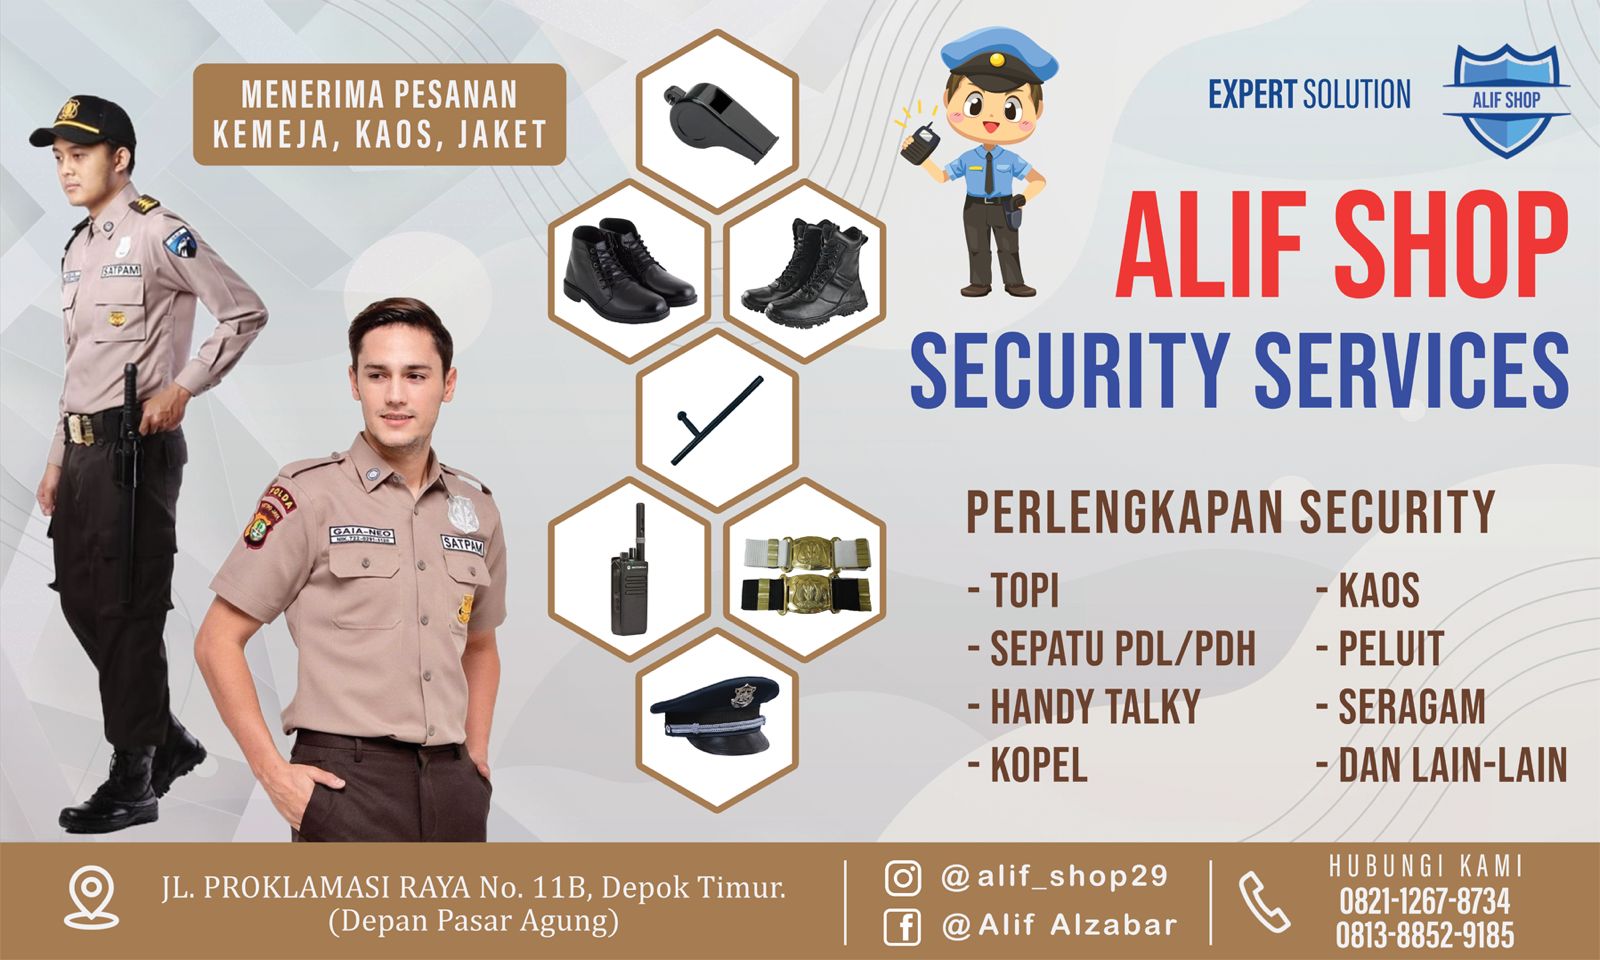 MENERIMA PESANAN
KEMEJA, KAOS, JAKET
EXPERT SOLUTION
ALIF SHOP
ALIF SHOP
SECURITY SERVICES
SATPAM
POLDA
GAIA-NEO
SATPAM
PERLENGKAPAN SECURITY
- TOPI
- SEPATU PDL/PDH
- HANDY TALKY
- KOPEL
- KAOS
- PELUIT
- SERAGAM
- DAN LAIN-LAIN
JL. PROKLAMASI RAYA No. 11B, Depok Timur.
(Depan Pasar Agung)
@alif_shop29
@Alif Alzabar
HUBUNGI KAMI
0821-1267-8734
0813-8852-9185